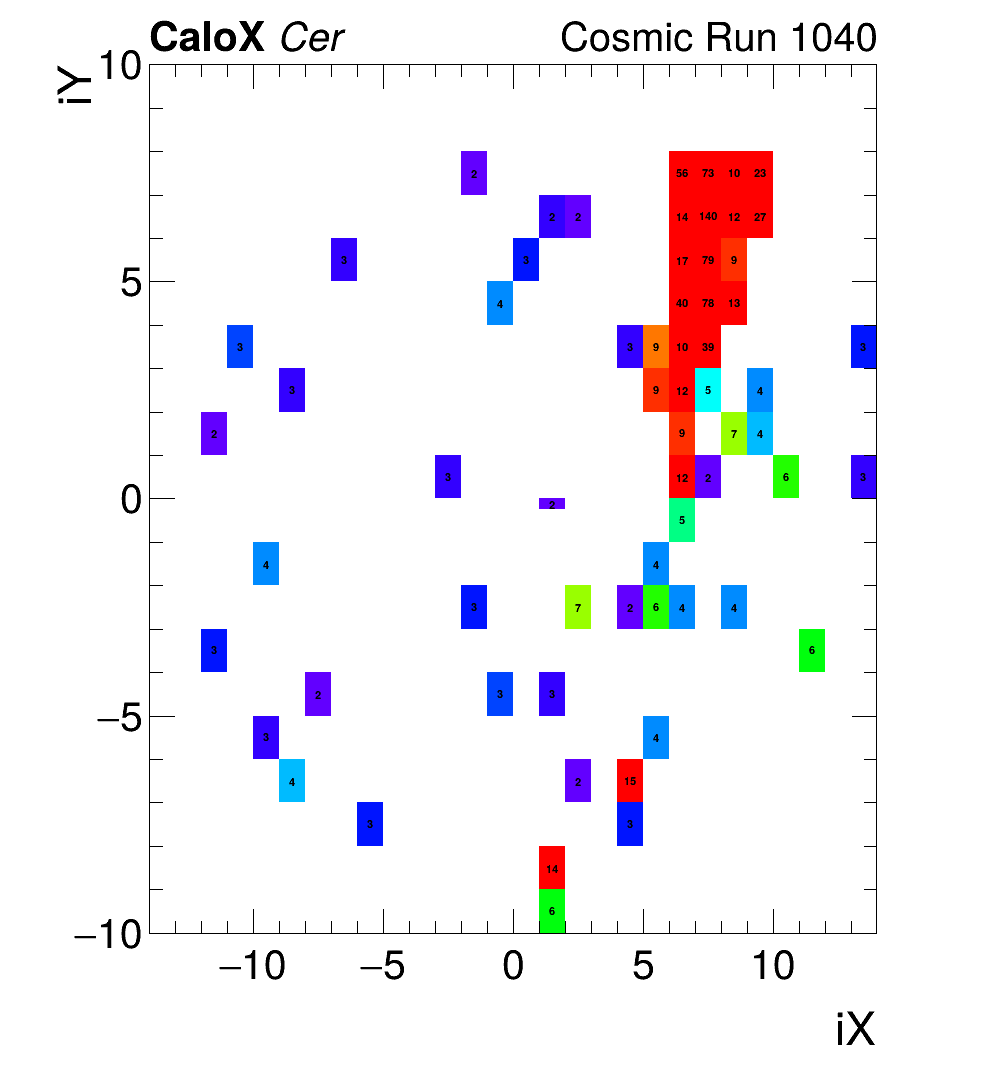 CaloX Cer Cosmic Run 1040
iY
10
2 56 73 10 23
2 2 14 140 12 27
3 3 17 79 9
5
4 40 78 13
3 3 9 10 39 3
3 9 12 5 4
2 9 7 4
3 12 2 6 3
0
2
5
4 4
3 7 2 6 4 4
3 6
2 3 3
−5
3 4
4 2 15
3 3
14
6
−10
−10 −5 0 5 10
iX